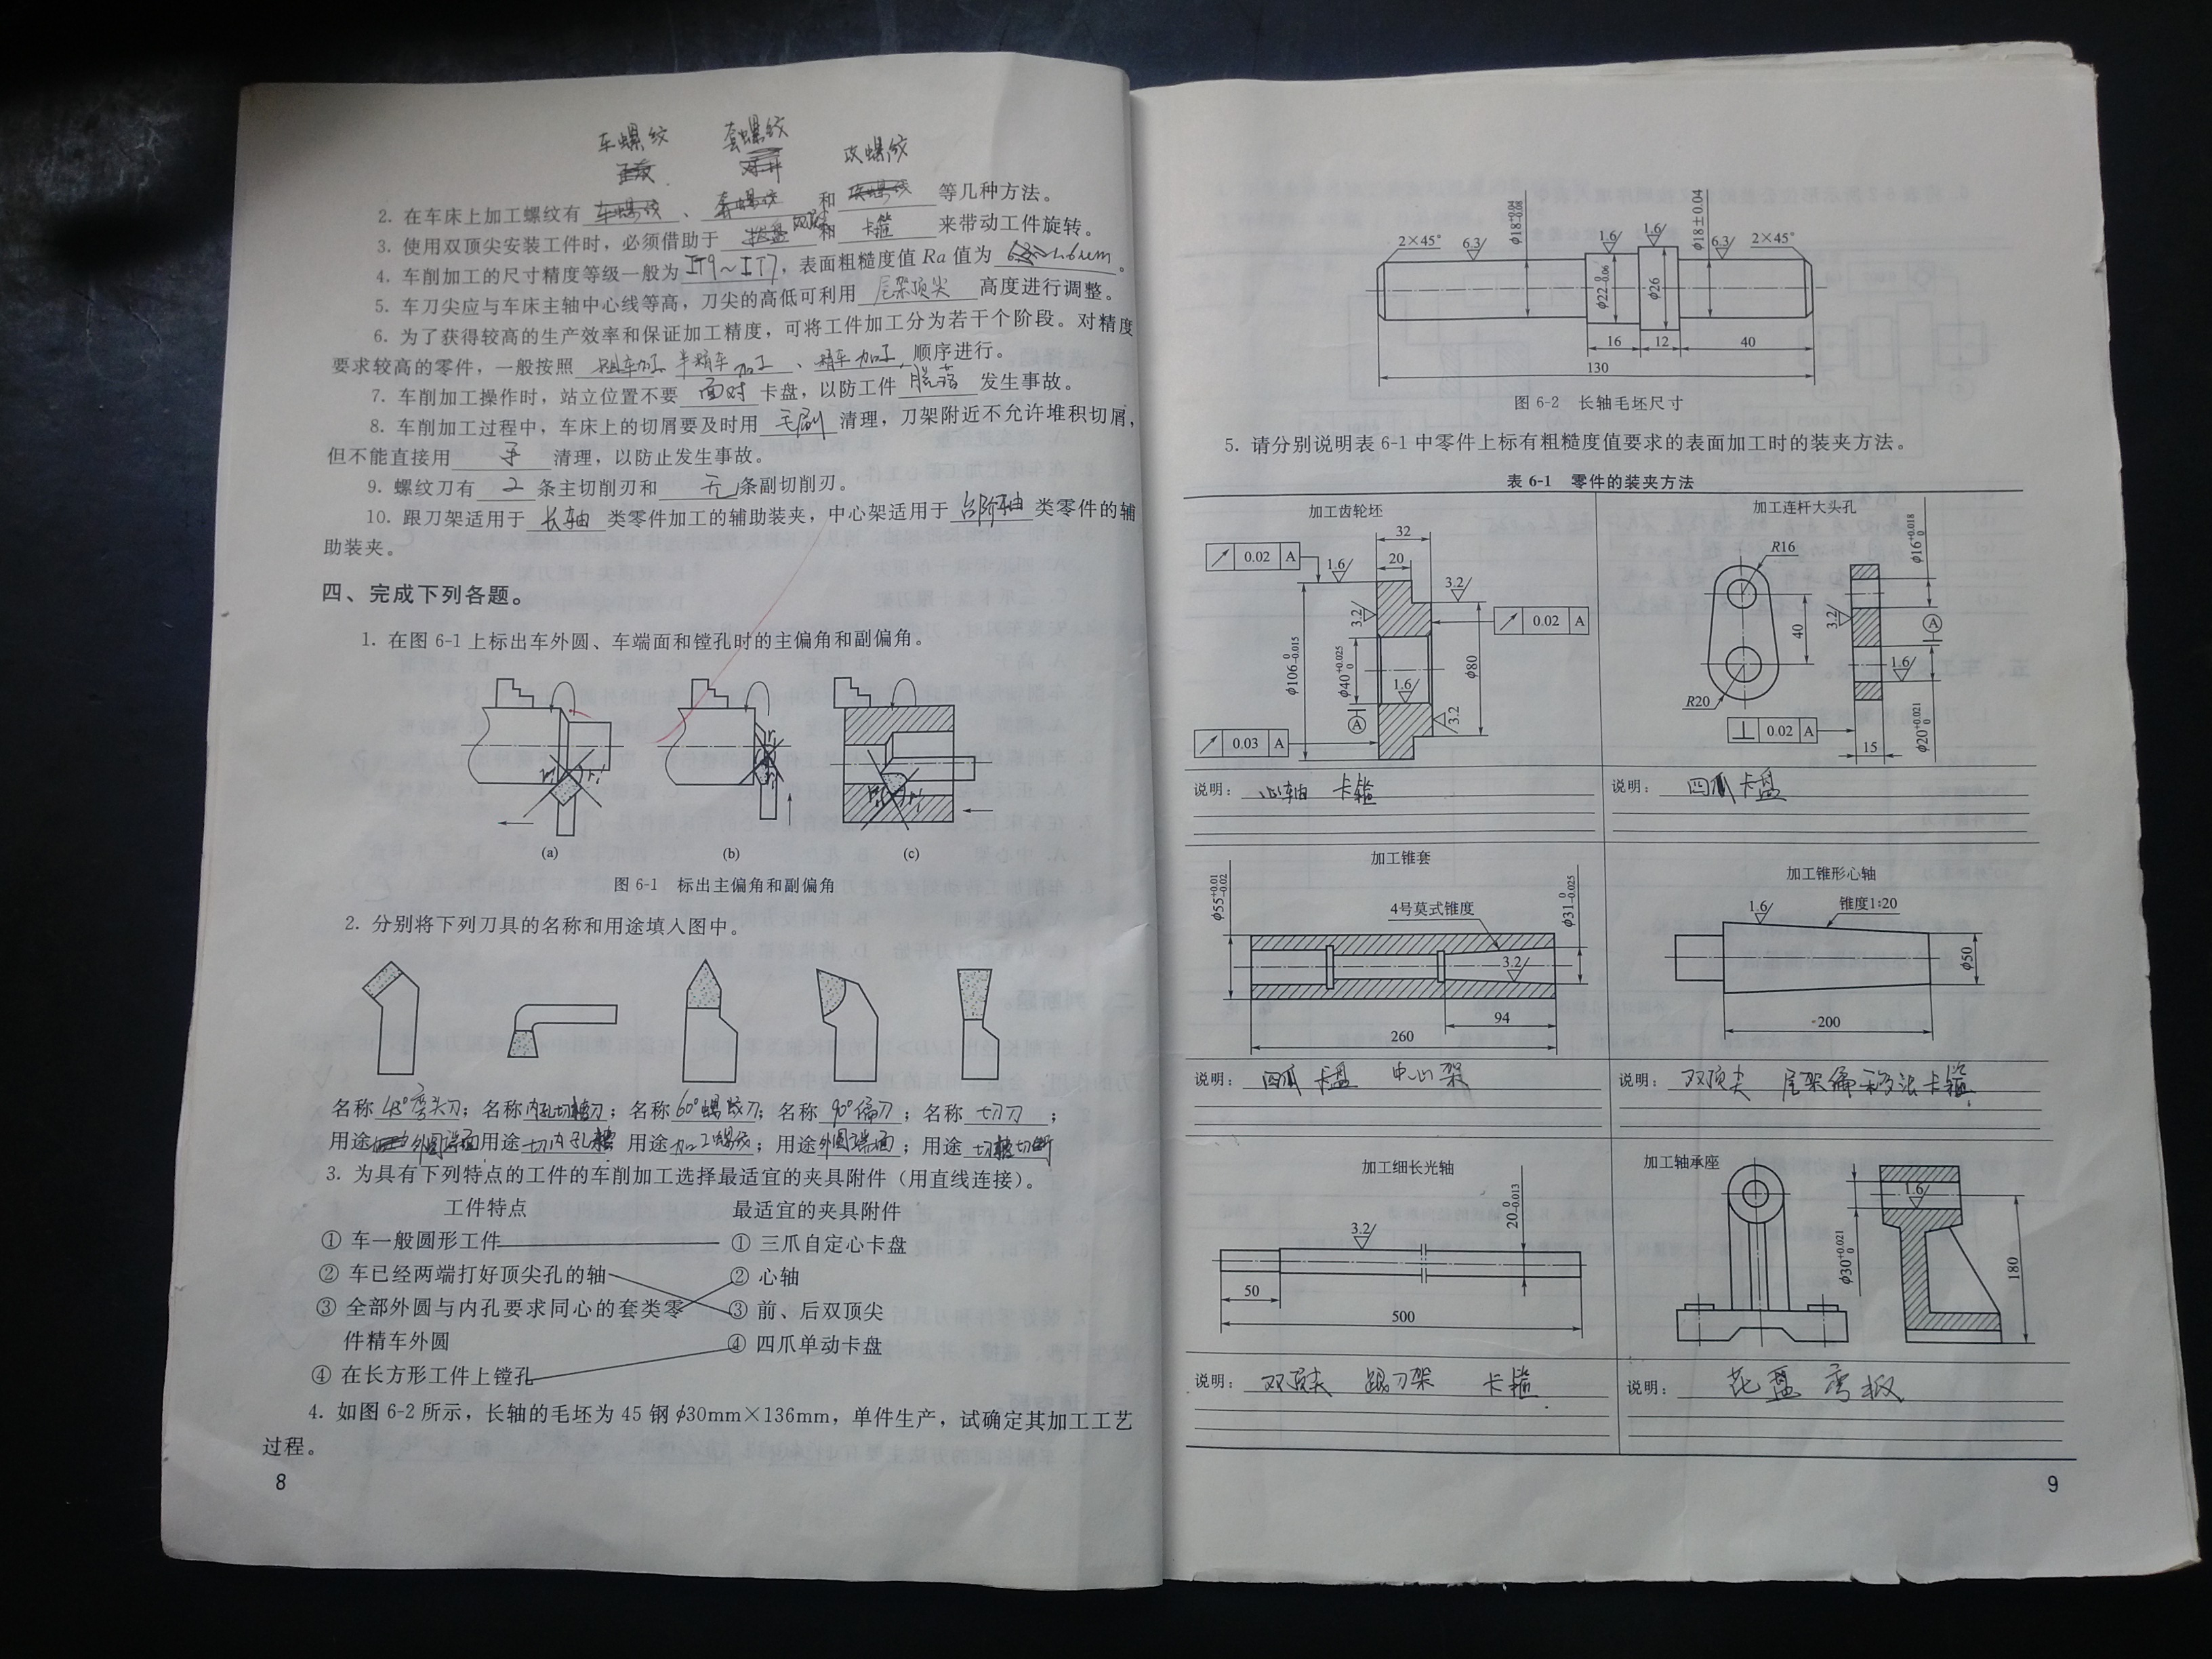 车螺纹 套螺纹 攻螺纹
2. 在车床上加工螺纹有 车螺纹 、 套螺纹 和 攻螺纹 等几种方法。
3. 使用双顶尖安装工件时，必须借助于 拨盘 和 卡箍 来带动工件旋转。
4. 车削加工的尺寸精度等级一般为 IT9～IT7，表面粗糙度值 Ra 值为 1.6um 。
5. 车刀尖应与车床主轴中心线等高，刀尖的高低可利用 尾架顶尖 高度进行调整。
6. 为了获得较高的生产效率和保证加工精度，可将工件加工分为若干个阶段。对精度
要求较高的零件，一般按照 粗车加工 半精车加工 、 精车加工 顺序进行。
7. 车削加工操作时，站立位置不要 面对 卡盘，以防工件 脱落 发生事故。
8. 车削加工过程中，车床上的切屑要及时用 毛刷 清理，刀架附近不允许堆积切屑，
但不能直接用 手 清理，以防止发生事故。
9. 螺纹刀有 2 条主切削刃和 无 条副切削刃。
10. 跟刀架适用于 长轴 类零件加工的辅助装夹，中心架适用于 台阶轴 类零件的辅
助装夹。
四、完成下列各题。
1. 在图 6-1 上标出车外圆、车端面和镗孔时的主偏角和副偏角。
(a) (b) (c)
图 6-1 标出主偏角和副偏角
2. 分别将下列刀具的名称和用途填入图中。
名称 45°弯头刀；名称 内孔切槽刀；名称 60°螺纹刀；名称 90°偏刀；名称 切刀 ；
用途 外圆端面 用途 切内孔槽 用途 加工螺纹；用途 外圆端面；用途 切槽切断
3. 为具有下列特点的工件的车削加工选择最适宜的夹具附件（用直线连接）。
工件特点 最适宜的夹具附件
① 车一般圆形工件 ① 三爪自定心卡盘
② 车已经两端打好顶尖孔的轴 ② 心轴
③ 全部外圆与内孔要求同心的套类零 ③ 前、后双顶尖
件精车外圆 ④ 四爪单动卡盘
④ 在长方形工件上镗孔
4. 如图 6-2 所示，长轴的毛坯为 45 钢 ϕ30mm×136mm，单件生产，试确定其加工工艺
过程。
8
2×45° 6.3 1.6 1.6 ϕ18±0.04 6.3 2×45°
ϕ22 0 -0.06 ϕ26
16 12 40
130
图 6-2 长轴毛坯尺寸
5. 请分别说明表 6-1 中零件上标有粗糙度值要求的表面加工时的装夹方法。
表 6-1 零件的装夹方法
加工齿轮坯
32
20
0.02 A
1.6
3.2
3.2
0.02 A
ϕ106 0 -0.015
ϕ40 +0.025 0
ϕ80
1.6
A
3.2
0.03 A
说明： 心轴 卡箍
加工连杆大头孔
R16
ϕ16 +0.018 0
3.2
40
A
1.6
R20
0.02 A
15
ϕ20 +0.021 0
说明： 四爪卡盘
加工锥套
ϕ55 +0.01 -0.02
4号莫式锥度
ϕ31 0 -0.025
3.2
94
260
说明： 四爪 卡盘 中心架
加工锥形心轴
1.6 锥度1:20
ϕ50
200
说明： 双顶尖 尾架偏移法卡箍
加工细长光轴
3.2
20 0 -0.013
50
500
说明： 双顶尖 跟刀架 卡箍
加工轴承座
1.6
ϕ30 +0.021 0
180
说明： 花盘 弯板
9